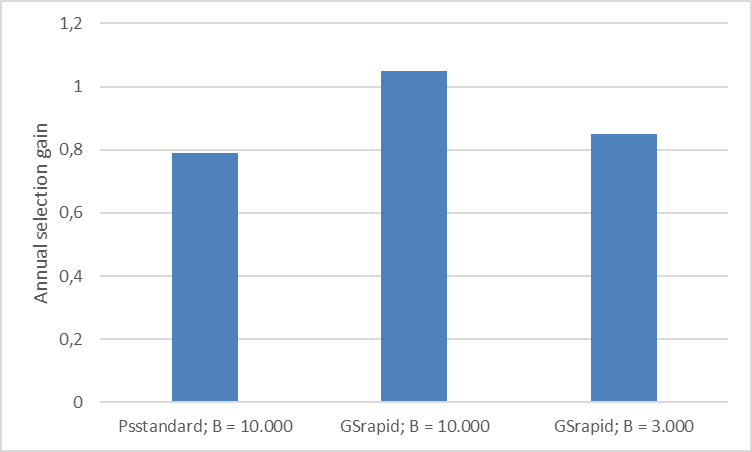 1,2
1
0,8
0,6
0,4
0,2
0
Annual selection gain
Psstandard; B = 10.000
GSrapid; B = 10.000
GSrapid; B = 3.000